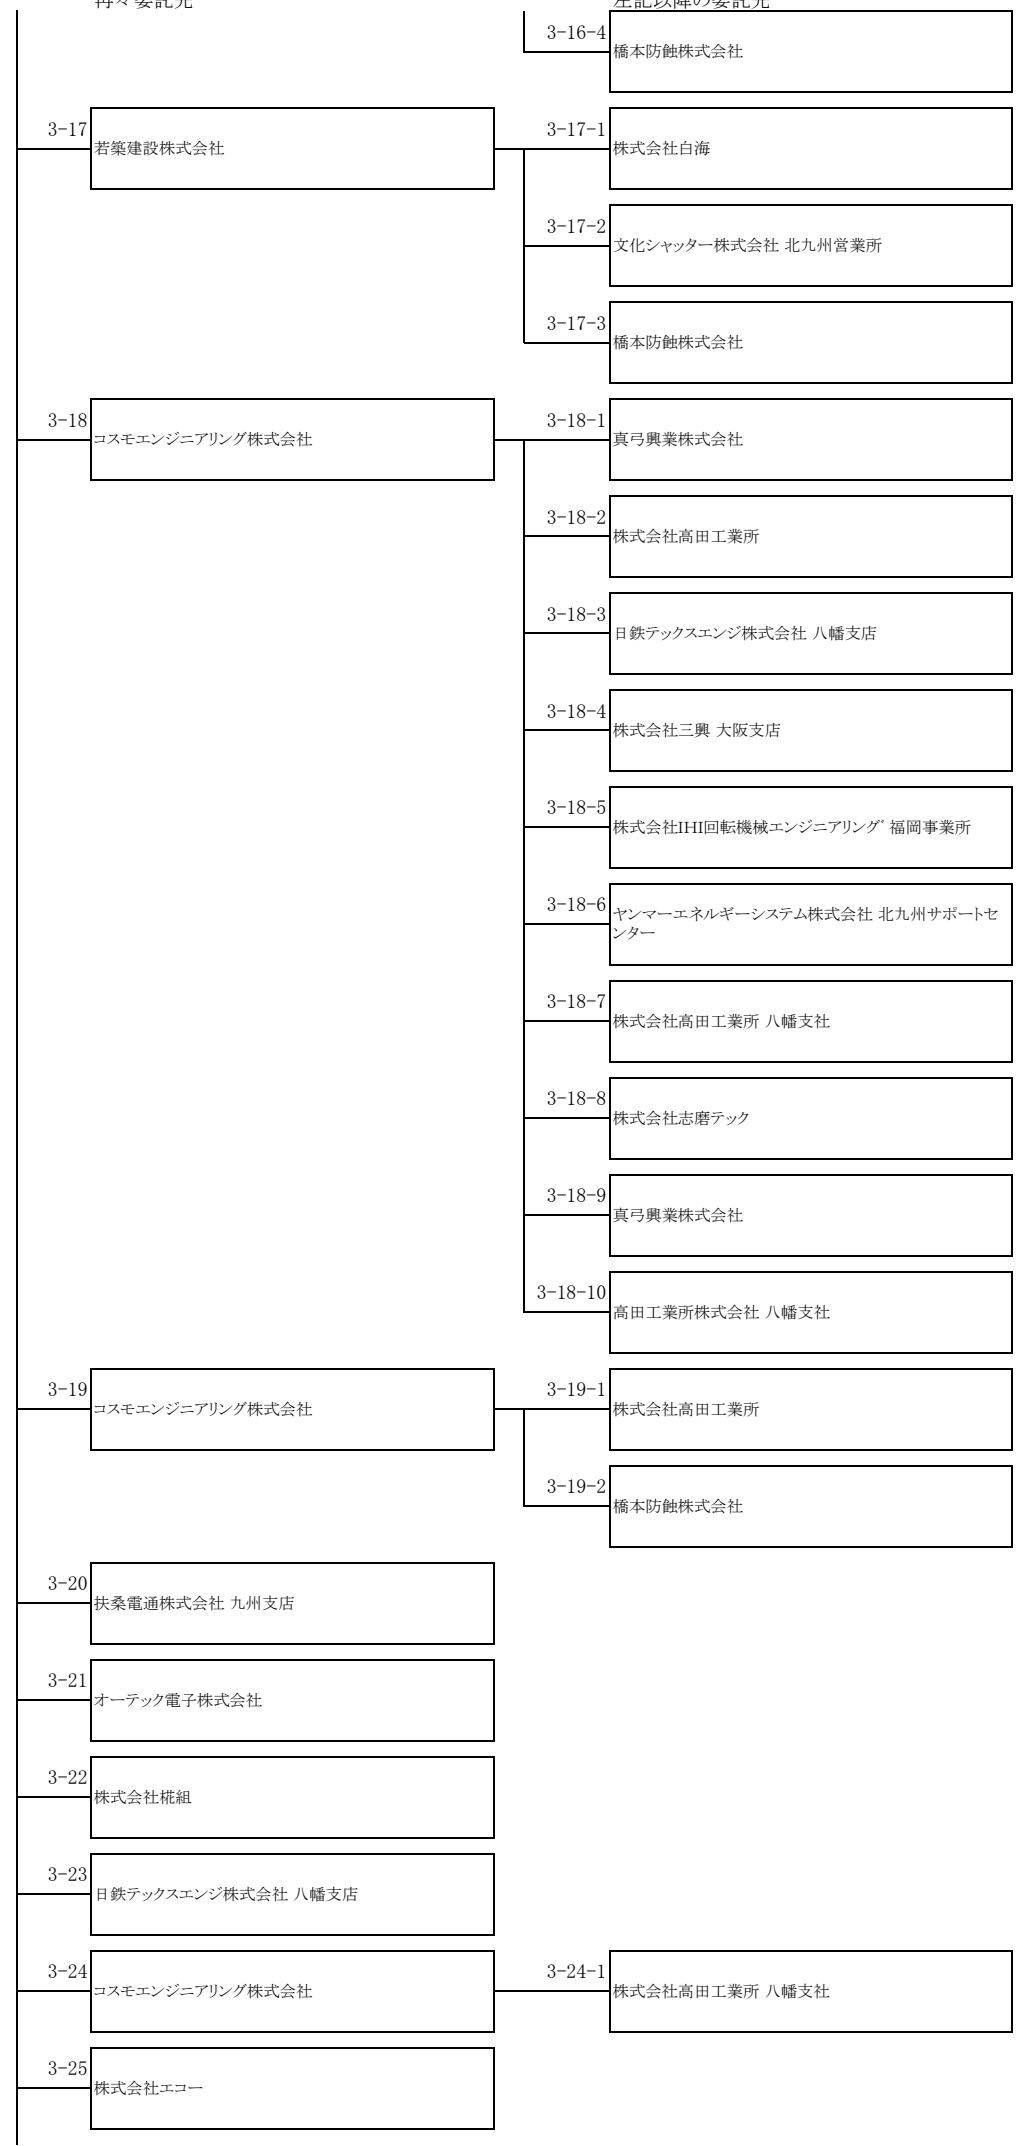 再々委託先
左記以降の委託先
3-16-4
橋本防蝕株式会社
3-17
若築建設株式会社
3-17-1
株式会社白海
3-17-2
文化シャッター株式会社 北九州営業所
3-17-3
橋本防蝕株式会社
3-18
コスモエンジニアリング株式会社
3-18-1
真弓興業株式会社
3-18-2
株式会社高田工業所
3-18-3
日鉄テックスエンジ株式会社 八幡支店
3-18-4
株式会社三興 大阪支店
3-18-5
株式会社IHI回転機械エンジニアリング 福岡事業所
3-18-6
ヤンマーエネルギーシステム株式会社 北九州サポートセ
ンター
3-18-7
株式会社高田工業所 八幡支社
3-18-8
株式会社志磨テック
3-18-9
真弓興業株式会社
3-18-10
高田工業所株式会社 八幡支社
3-19
コスモエンジニアリング株式会社
3-19-1
株式会社高田工業所
3-19-2
橋本防蝕株式会社
3-20
扶桑電通株式会社 九州支店
3-21
オーテック電子株式会社
3-22
株式会社椛組
3-23
日鉄テックスエンジ株式会社 八幡支店
3-24
コスモエンジニアリング株式会社
3-24-1
株式会社高田工業所 八幡支社
3-25
株式会社エコー